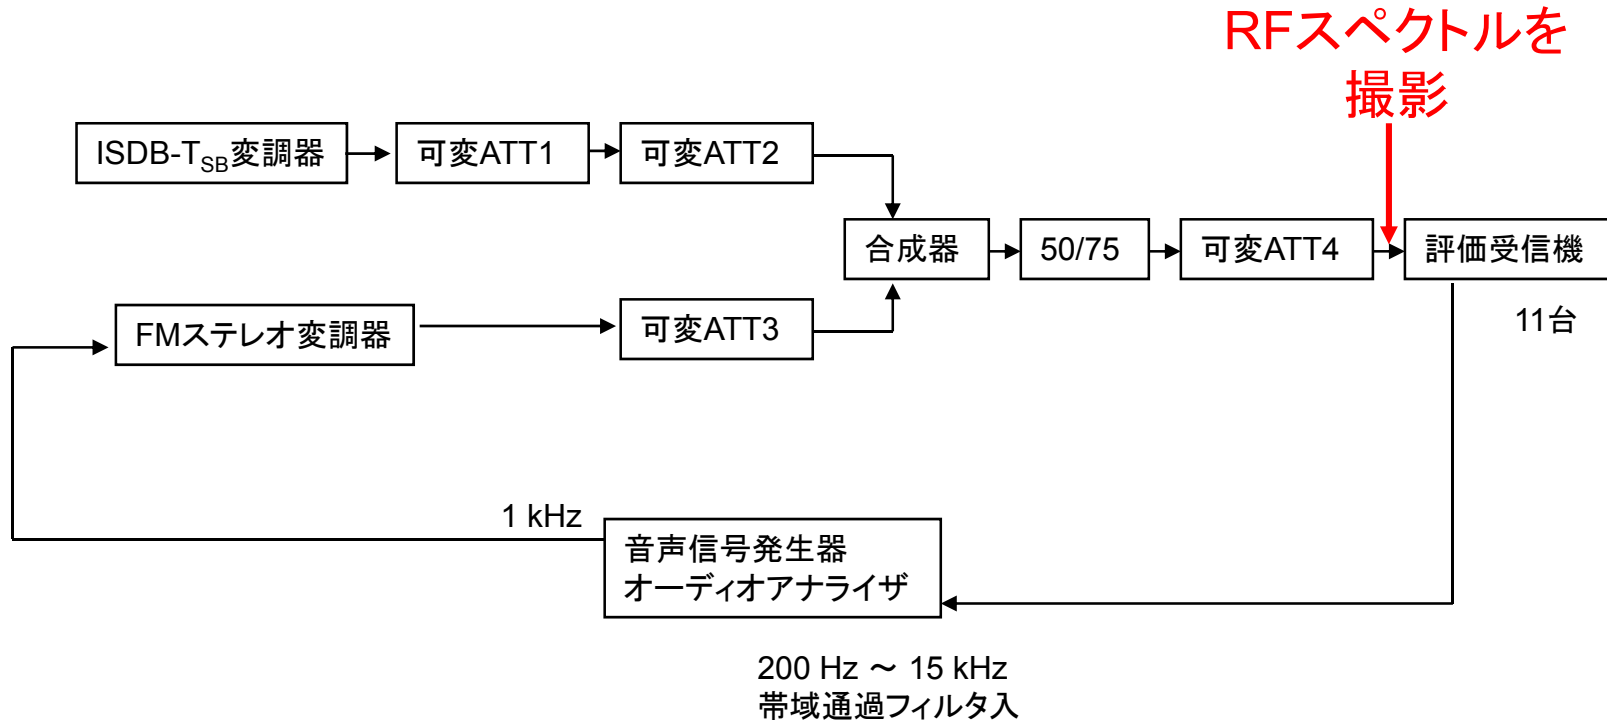 RFスペクトルを
撮影
ISDB-TSB変調器
可変ATT1
可変ATT2
合成器
50/75
可変ATT4
評価受信機
11台
FMステレオ変調器
可変ATT3
1 kHz
音声信号発生器
オーディオアナライザ
200 Hz ～ 15 kHz
帯域通過フィルタ入